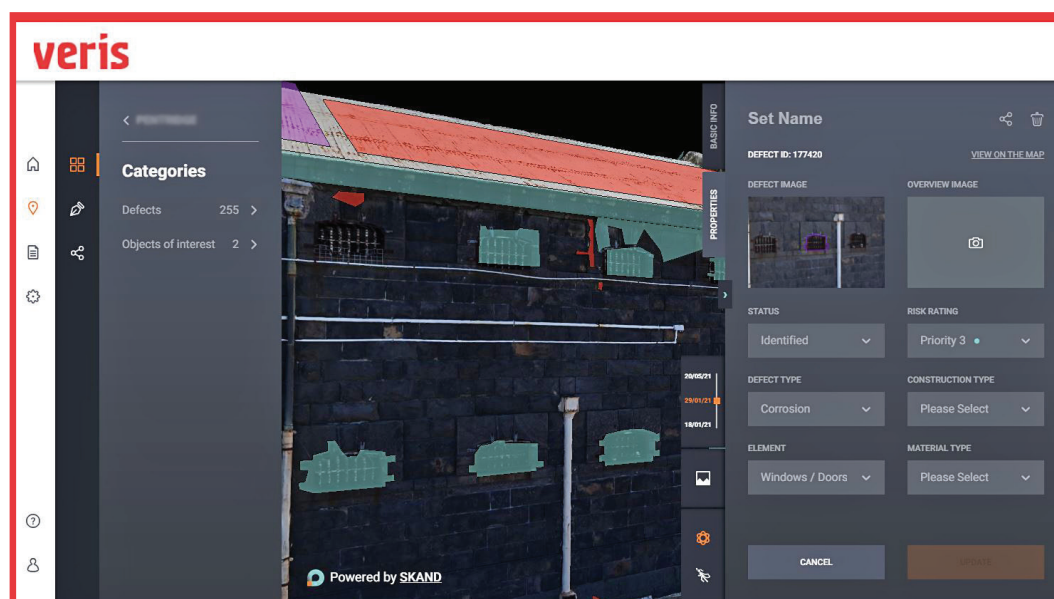 veris
Categories
Defects 255
Objects of interest 2
Powered by SKAND
BASIC INFO
PROPERTIES
20/05/21
29/01/21
18/01/21
Set Name
DEFECT ID: 177420 VIEW ON THE MAP
DEFECT IMAGE OVERVIEW IMAGE
STATUS RISK RATING
Identified Priority 3
DEFECT TYPE CONSTRUCTION TYPE
Corrosion Please Select
ELEMENT MATERIAL TYPE
Windows / Doors Please Select
CANCEL UPDATE